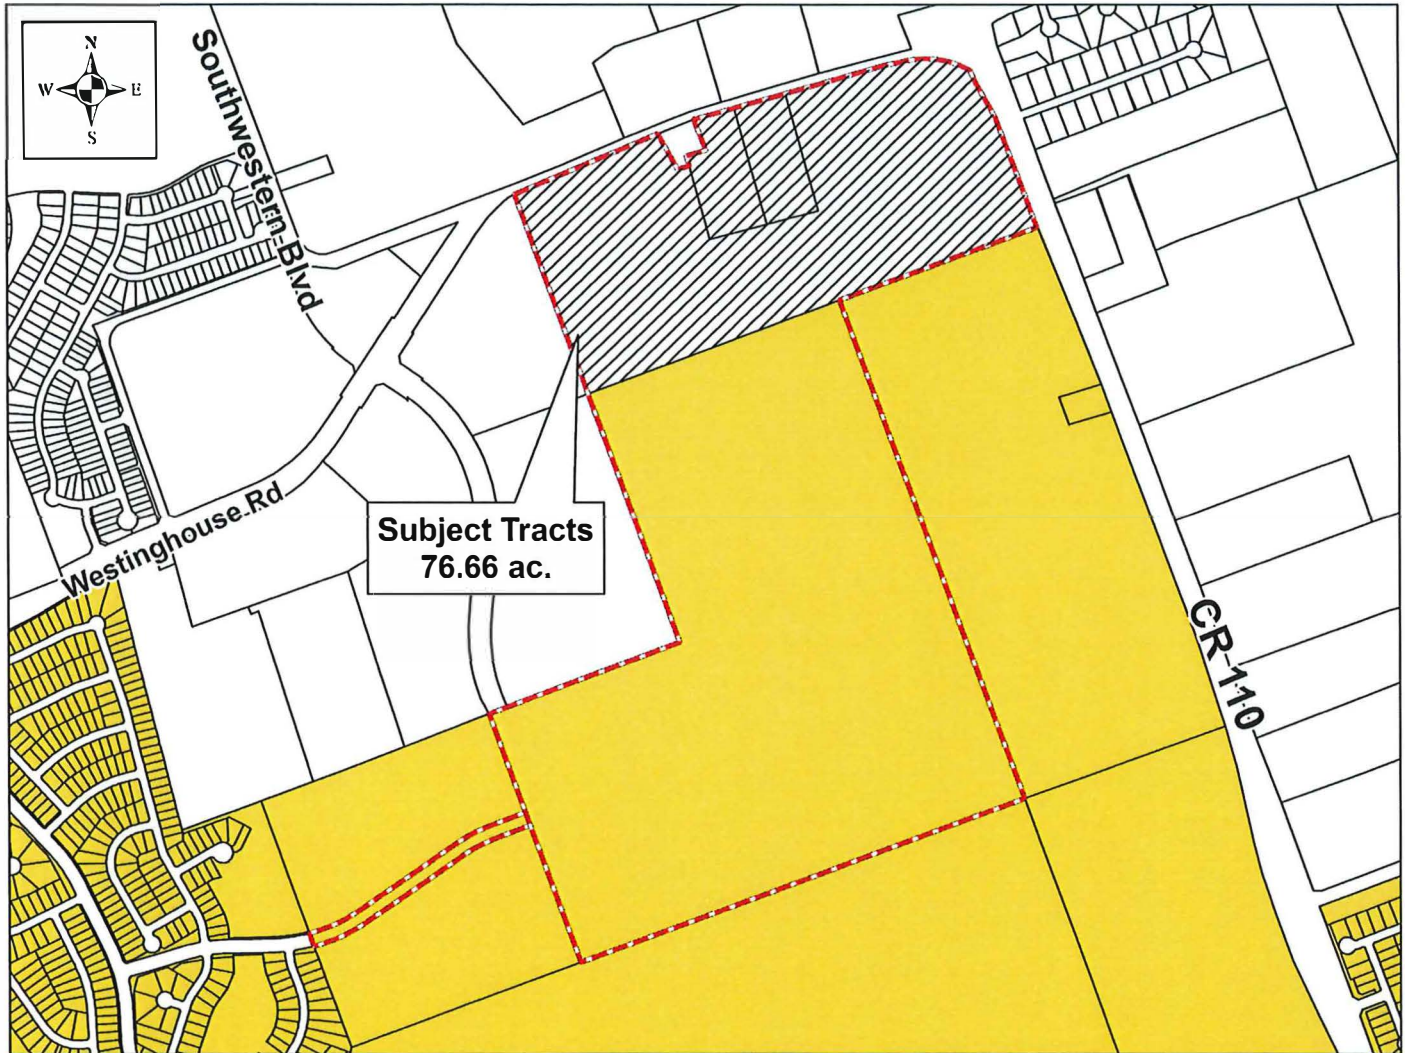 N
W E
S
Southwestern Blvd
Subject Tracts
76.66 ac.
Westinghouse Rd
CR 110